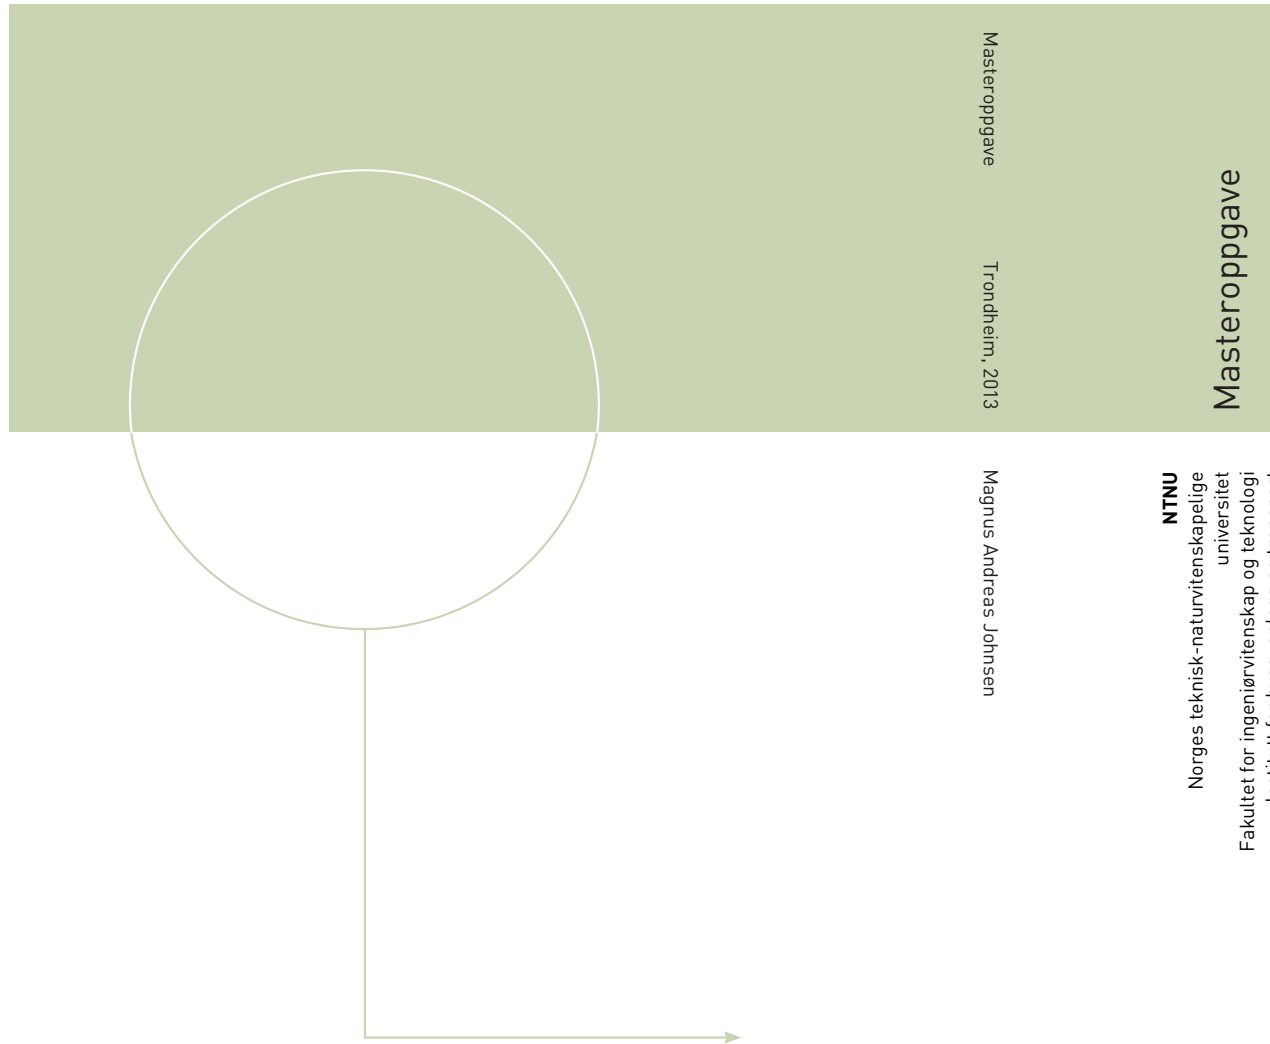 Masteroppgave
Trondheim, 2013
Magnus Andreas Johnsen
Masteroppgave
NTNU
Norges teknisk-naturvitenskapelige
universitet
Fakultet for ingeniørvitenskap og teknologi